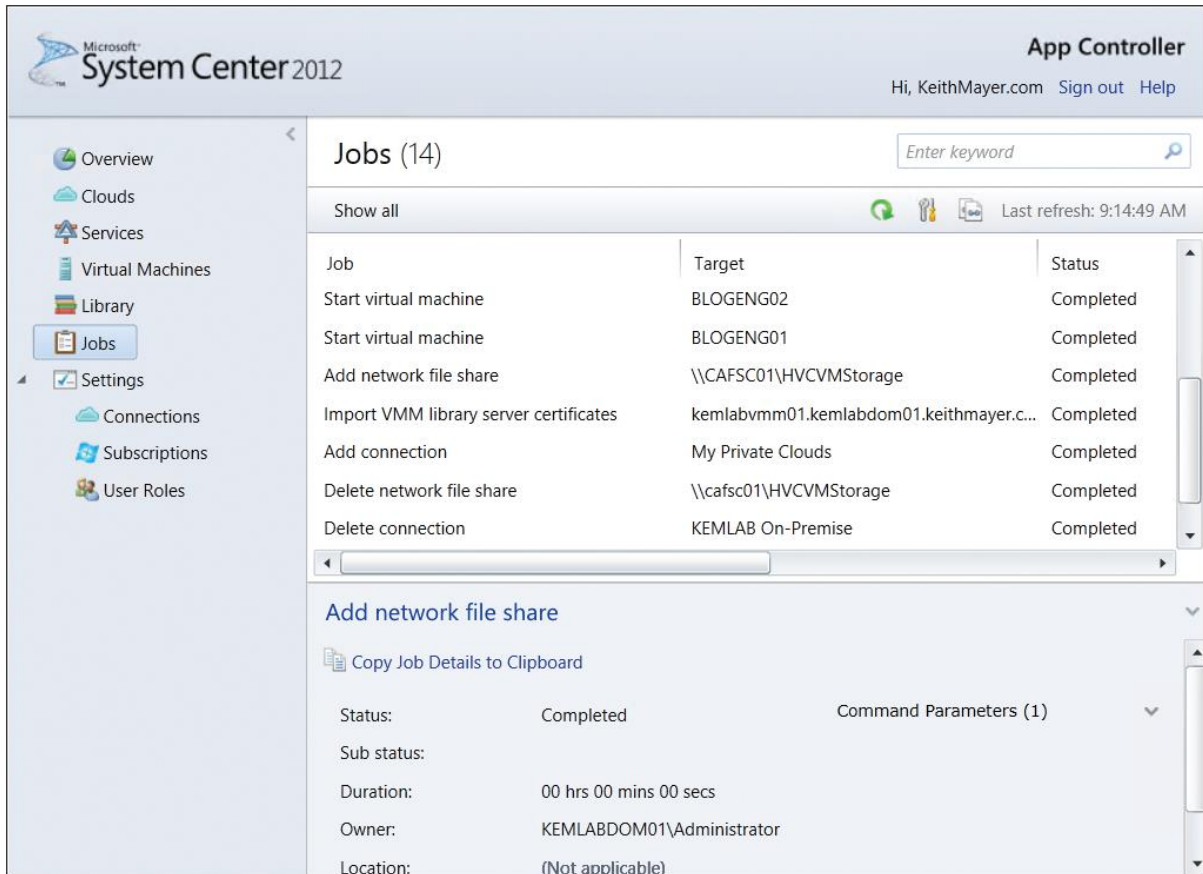 Microsoft
System Center 2012
App Controller
Hi, KeithMayer.com Sign out Help
Overview
Clouds
Services
Virtual Machines
Library
Jobs
Settings
Connections
Subscriptions
User Roles
Jobs (14)
Enter keyword
Show all
Last refresh: 9:14:49 AM
Job Target Status
Start virtual machine BLOGENG02 Completed
Start virtual machine BLOGENG01 Completed
Add network file share \\CAFSC01\HVCVMStorage Completed
Import VMM library server certificates kemlabvmm01.kemlabdom01.keithmayer.c... Completed
Add connection My Private Clouds Completed
Delete network file share \\cafsc01\HVCVMStorage Completed
Delete connection KEMLAB On-Premise Completed
Add network file share
Copy Job Details to Clipboard
Status: Completed Command Parameters (1)
Sub status:
Duration: 00 hrs 00 mins 00 secs
Owner: KEMLABDOM01\Administrator
Location: (Not applicable)